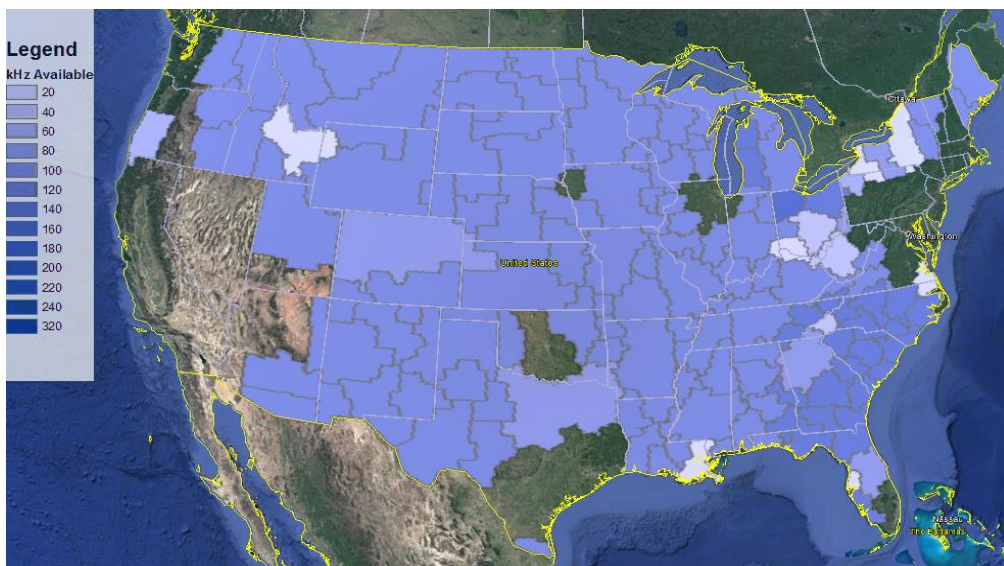 Legend
kHz Available
20
40
60
80
100
120
140
160
180
200
220
240
320
Ottawa
Washington
United States
Nassau
The Bahamas